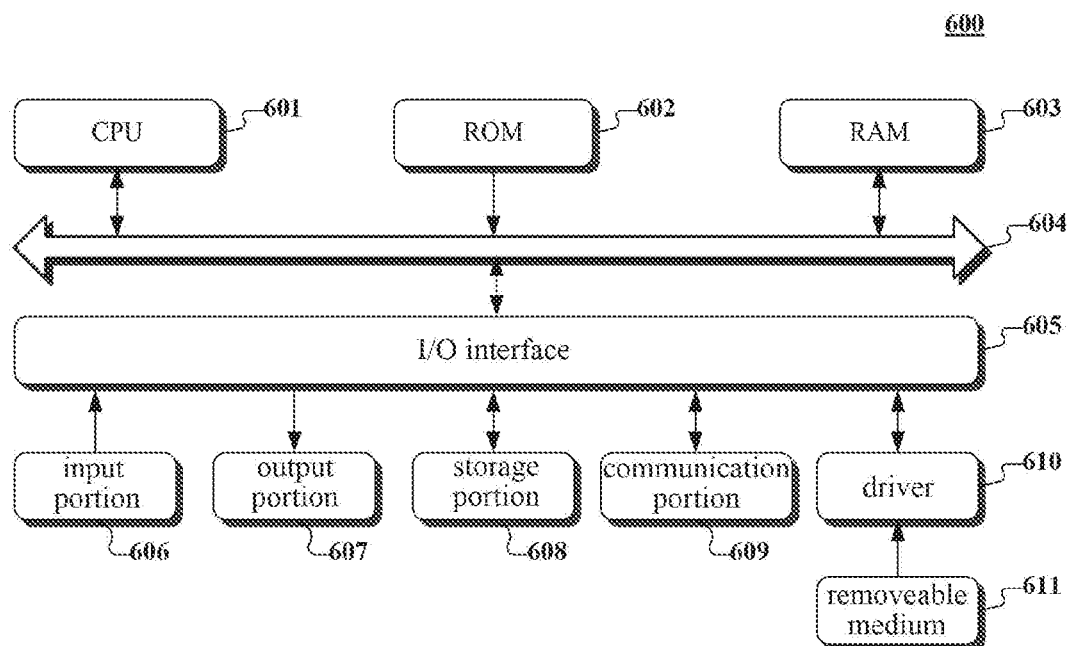 600
CPU
601
ROM
602
RAM
603
604
I/O interface
605
input
portion
606
output
portion
607
storage
portion
608
communication
portion
609
driver
610
removeable
medium
611